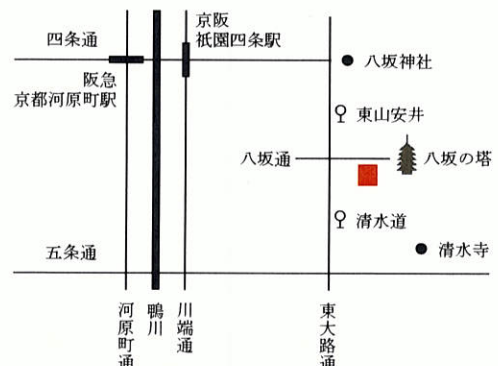 京阪
祇園四条駅
四条通
八坂神社
阪急
京都河原町駅
東山安井
八坂通
八坂の塔
清水道
清水寺
五条通
河原町通
鴨川
川端通
東大路通